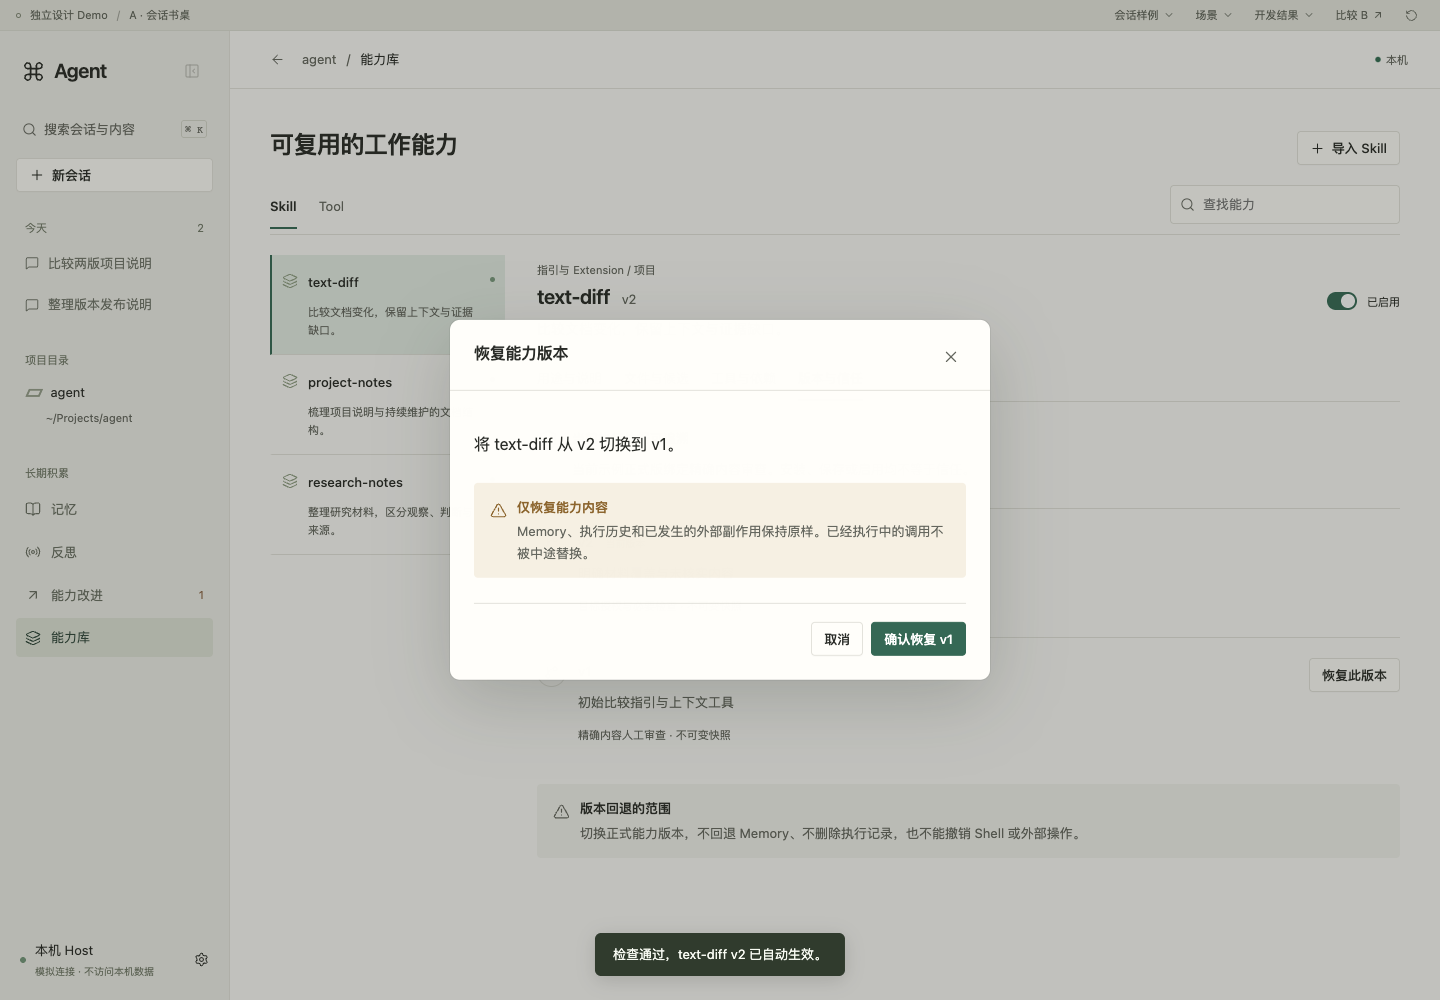 独立设计 Demo / A · 会话书桌
会话样例 场景 开发结果 比较 B
Agent
搜索会话与内容 ⌘ K
新会话
今天 2
比较两版项目说明
整理版本发布说明
项目目录
agent
~/Projects/agent
长期积累
记忆
反思
能力改进 1
能力库
本机 Host
模拟连接 · 不访问本机数据
agent / 能力库
本机
可复用的工作能力
导入 Skill
Skill Tool
查找能力
text-diff
比较文档变化，保留上下文与证据
缺口。
project-notes
梳理项目说明与持续维护的文
构。
research-notes
整理研究材料，区分观察、判
来源。
指引与 Extension / 项目
text-diff v2
已启用
恢复能力版本
将 text-diff 从 v2 切换到 v1。
仅恢复能力内容
Memory、执行历史和已发生的外部副作用保持原样。已经执行中的调用不
被中途替换。
取消 确认恢复 v1
恢复此版本
初始比较指引与上下文工具
精确内容人工审查 · 不可变快照
版本回退的范围
切换正式能力版本，不回退 Memory、不删除执行记录，也不能撤销 Shell 或外部操作。
检查通过，text-diff v2 已自动生效。